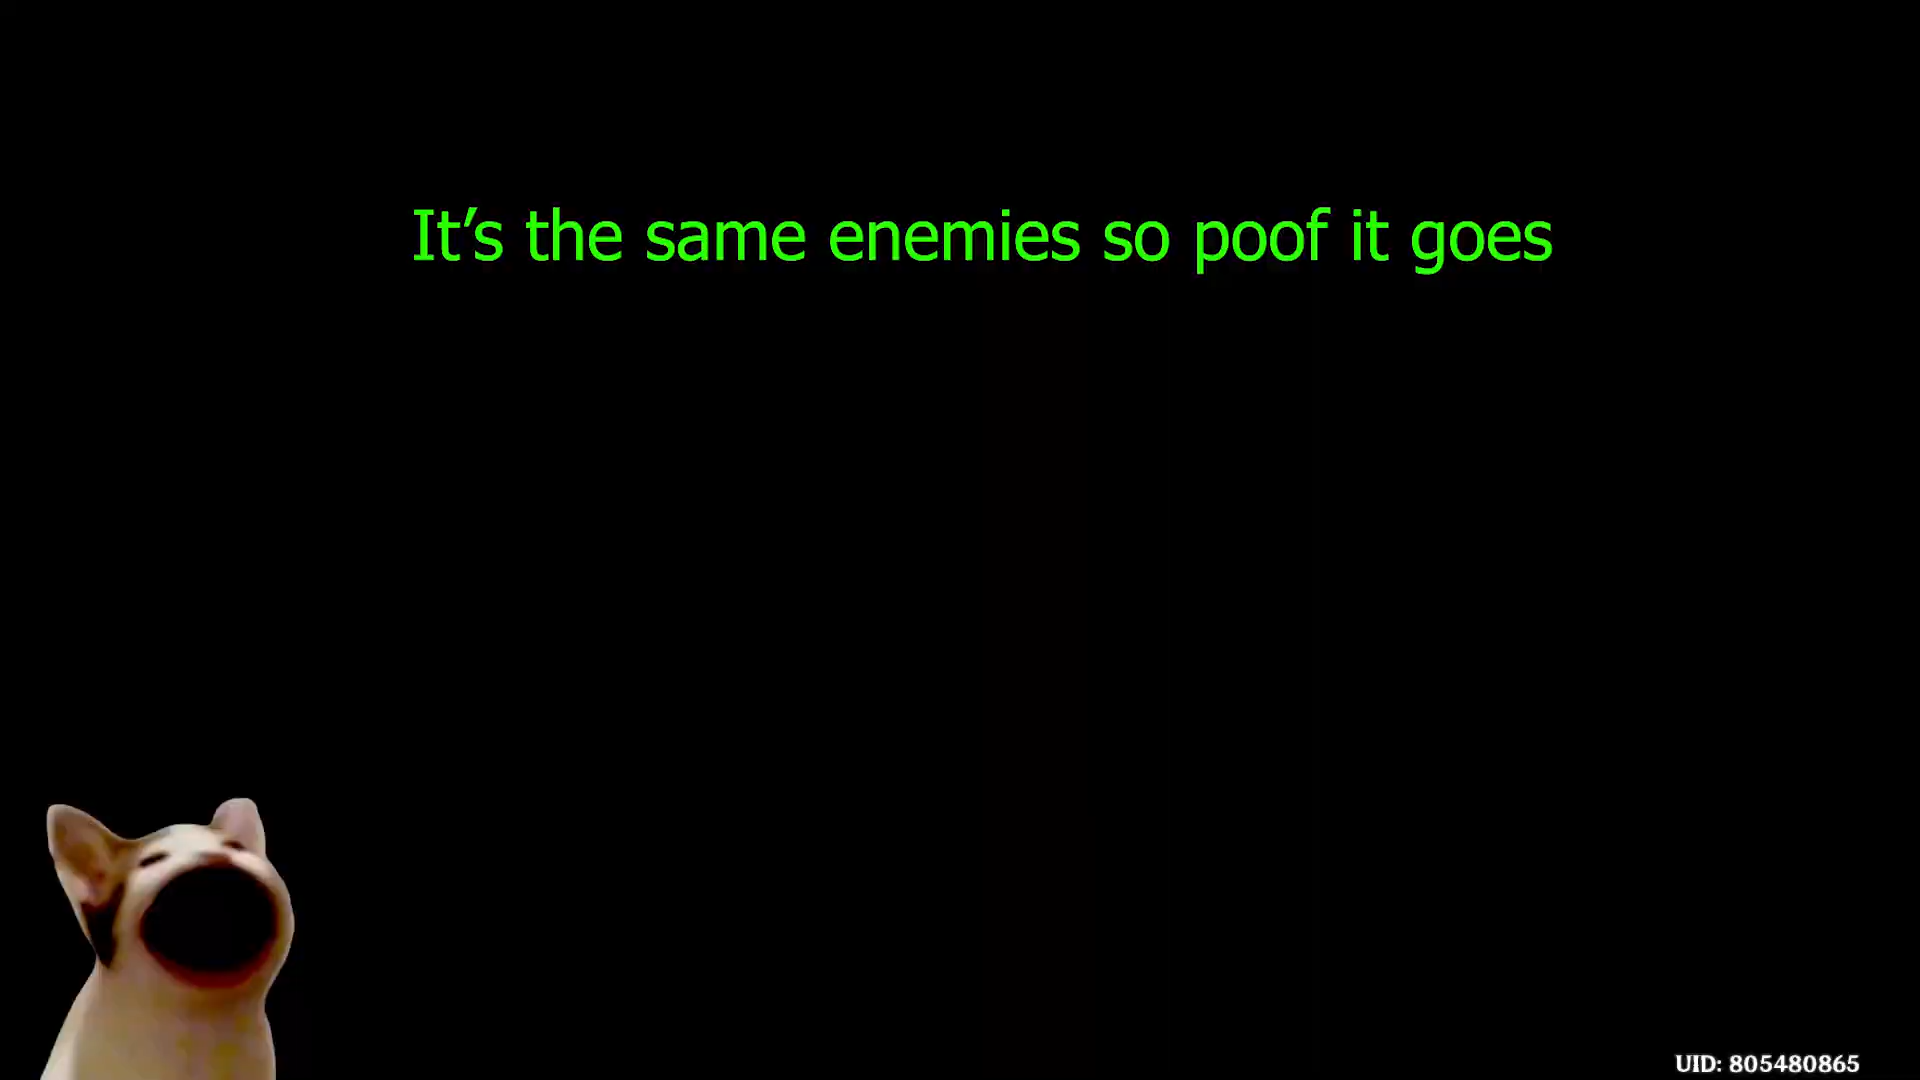 It’s the same enemies so poof it goes
UID: 805480865